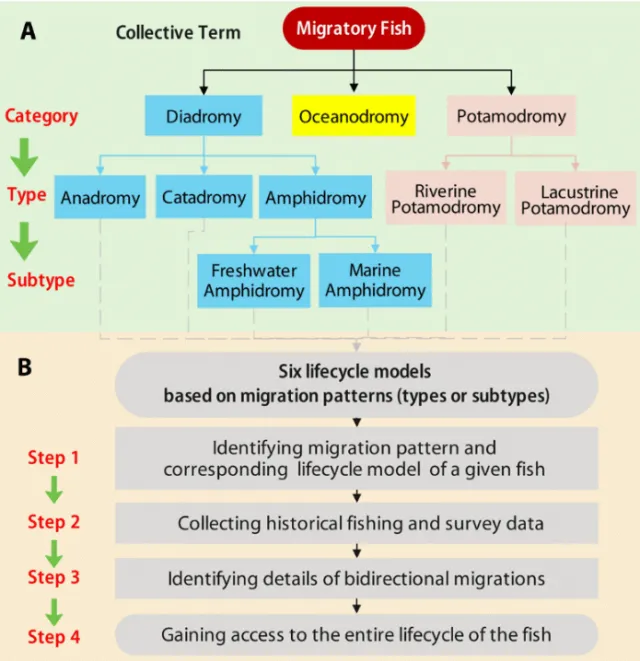 A
Collective Term
Migratory Fish
Category
Diadromy
Oceanodromy
Potamodromy
Type
Anadromy
Catadromy
Amphidromy
Riverine
Potamodromy
Lacustrine
Potamodromy
Subtype
Freshwater
Amphidromy
Marine
Amphidromy
B
Six lifecycle models
based on migration patterns (types or subtypes)
Step 1
Identifying migration pattern and
corresponding lifecycle model of a given fish
Step 2
Collecting historical fishing and survey data
Step 3
Identifying details of bidirectional migrations
Step 4
Gaining access to the entire lifecycle of the fish